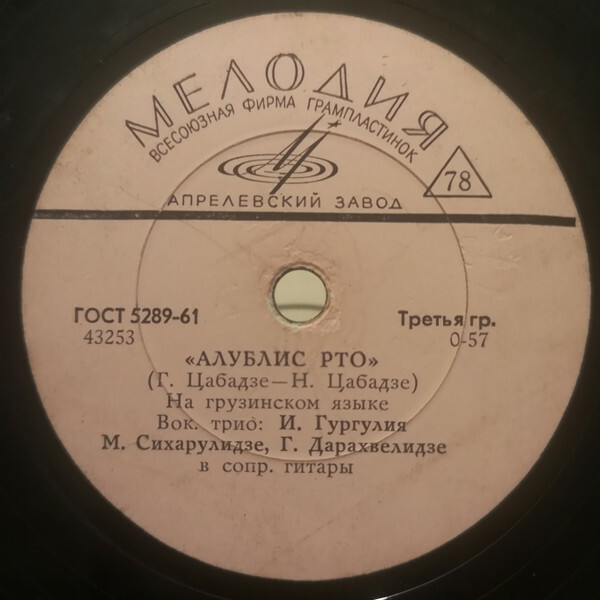 МЕЛОДИЯ
ВСЕСОЮЗНАЯ ФИРМА ГРАМПЛАСТИНОК
78
АПРЕЛЕВСКИЙ ЗАВОД
ГОСТ 5289-61
43253
Третья гр.
0-57
«АЛУБЛИС РТО»
(Г. Цабадзе—Н. Цабадзе)
На грузинском языке
Вок. трио: И. Гургулия
М. Сихарулидзе, Г. Дарахвелидзе
в сопр. гитары